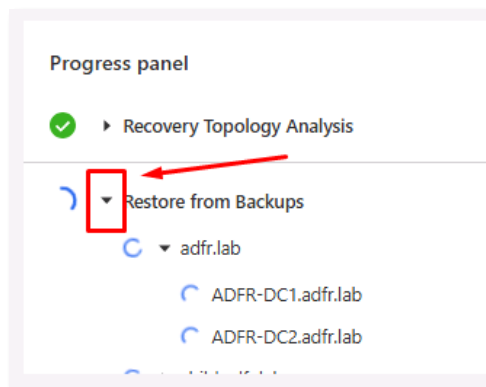 Progress panel
Recovery Topology Analysis
Restore from Backups
adfr.lab
ADFR-DC1.adfr.lab
ADFR-DC2.adfr.lab